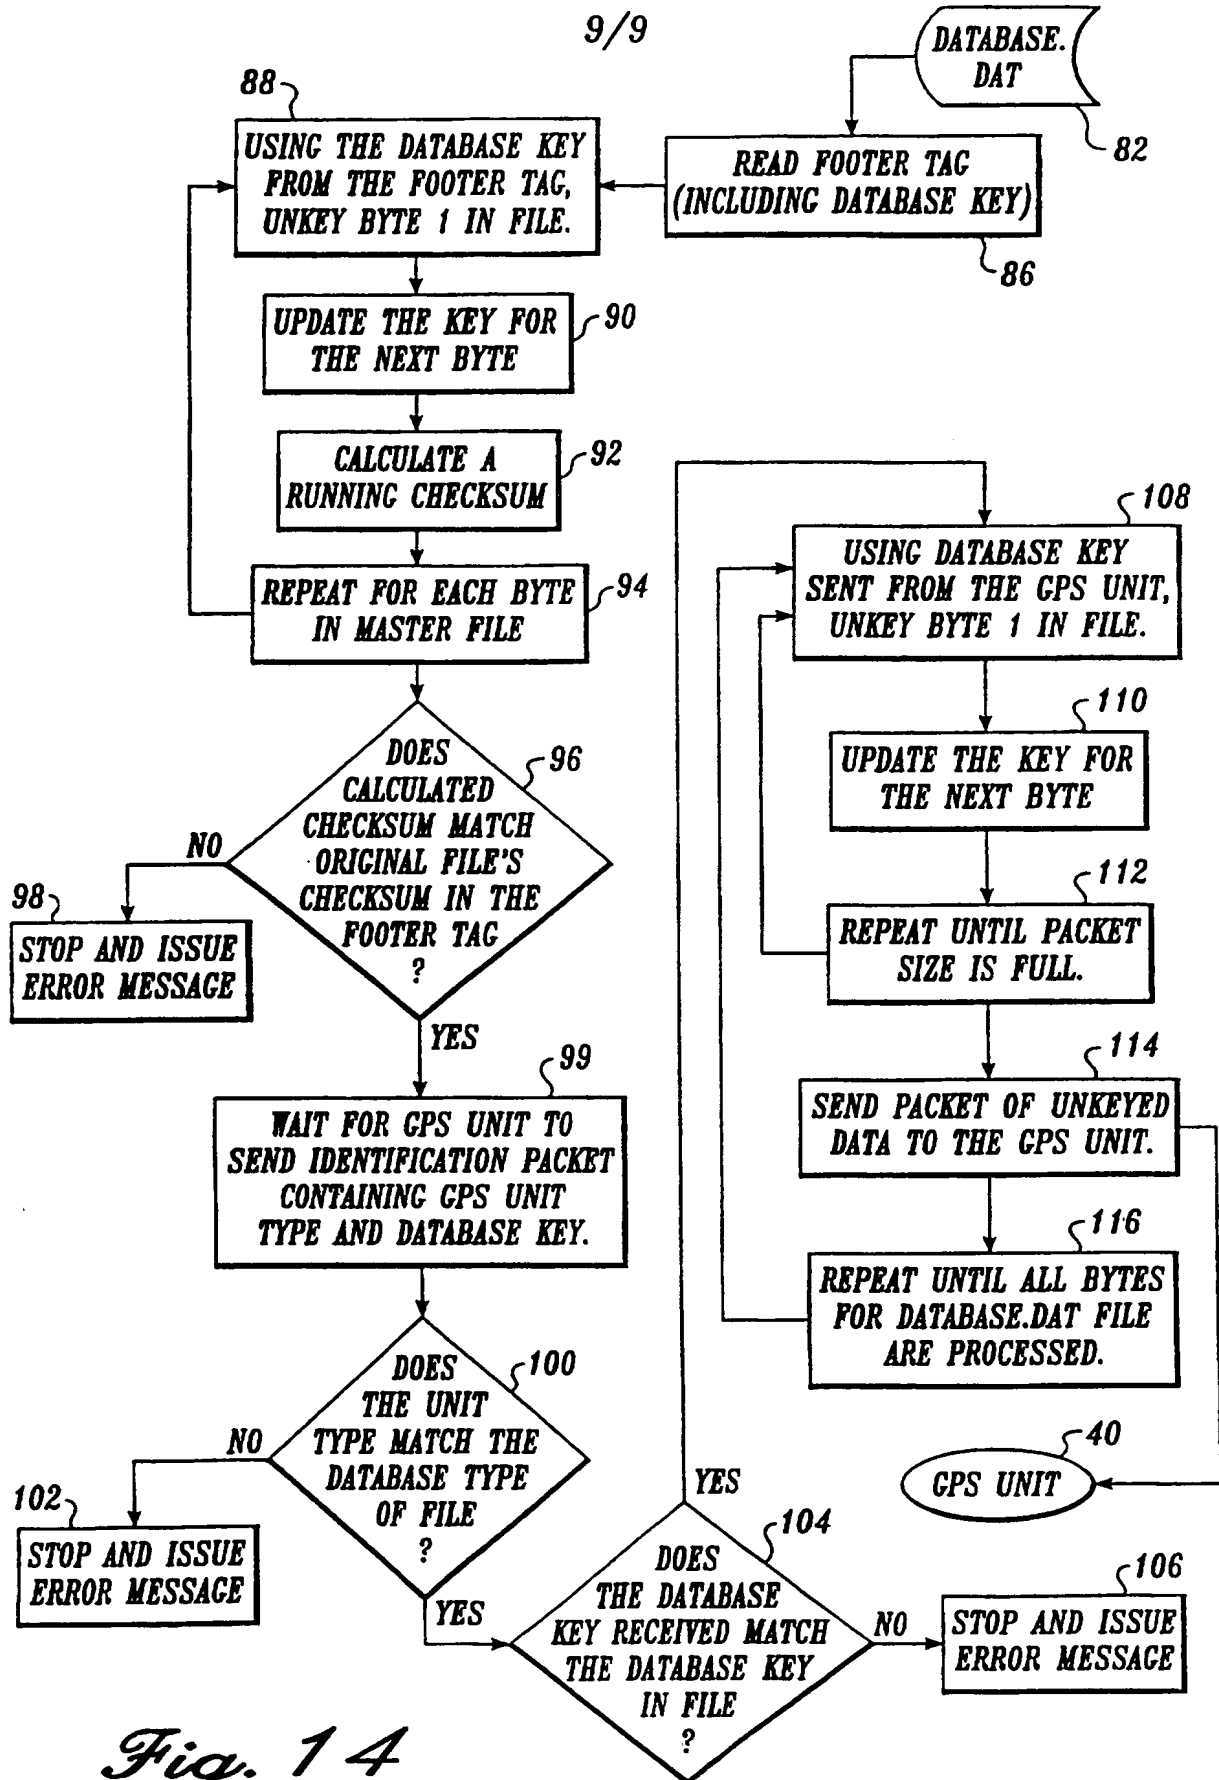 9/9
DATABASE.
DAT
82
READ FOOTER TAG
(INCLUDING DATABASE KEY)
86
88
USING THE DATABASE KEY
FROM THE FOOTER TAG,
UNKEY BYTE 1 IN FILE.
UPDATE THE KEY FOR
THE NEXT BYTE
90
CALCULATE A
RUNNING CHECKSUM
92
REPEAT FOR EACH BYTE
IN MASTER FILE
94
DOES
CALCULATED
CHECKSUM MATCH
ORIGINAL FILE'S
CHECKSUM IN THE
FOOTER TAG
?
96
NO
98
STOP AND ISSUE
ERROR MESSAGE
YES
99
WAIT FOR GPS UNIT TO
SEND IDENTIFICATION PACKET
CONTAINING GPS UNIT
TYPE AND DATABASE KEY.
DOES
THE UNIT
TYPE MATCH THE
DATABASE TYPE
OF FILE
?
100
NO
102
STOP AND ISSUE
ERROR MESSAGE
YES
DOES
THE DATABASE
KEY RECEIVED MATCH
THE DATABASE KEY
IN FILE
?
104
YES
NO
106
STOP AND ISSUE
ERROR MESSAGE
108
USING DATABASE KEY
SENT FROM THE GPS UNIT,
UNKEY BYTE 1 IN FILE.
110
UPDATE THE KEY FOR
THE NEXT BYTE
112
REPEAT UNTIL PACKET
SIZE IS FULL.
114
SEND PACKET OF UNKEYED
DATA TO THE GPS UNIT.
116
REPEAT UNTIL ALL BYTES
FOR DATABASE.DAT FILE
ARE PROCESSED.
40
GPS UNIT
Fig. 14